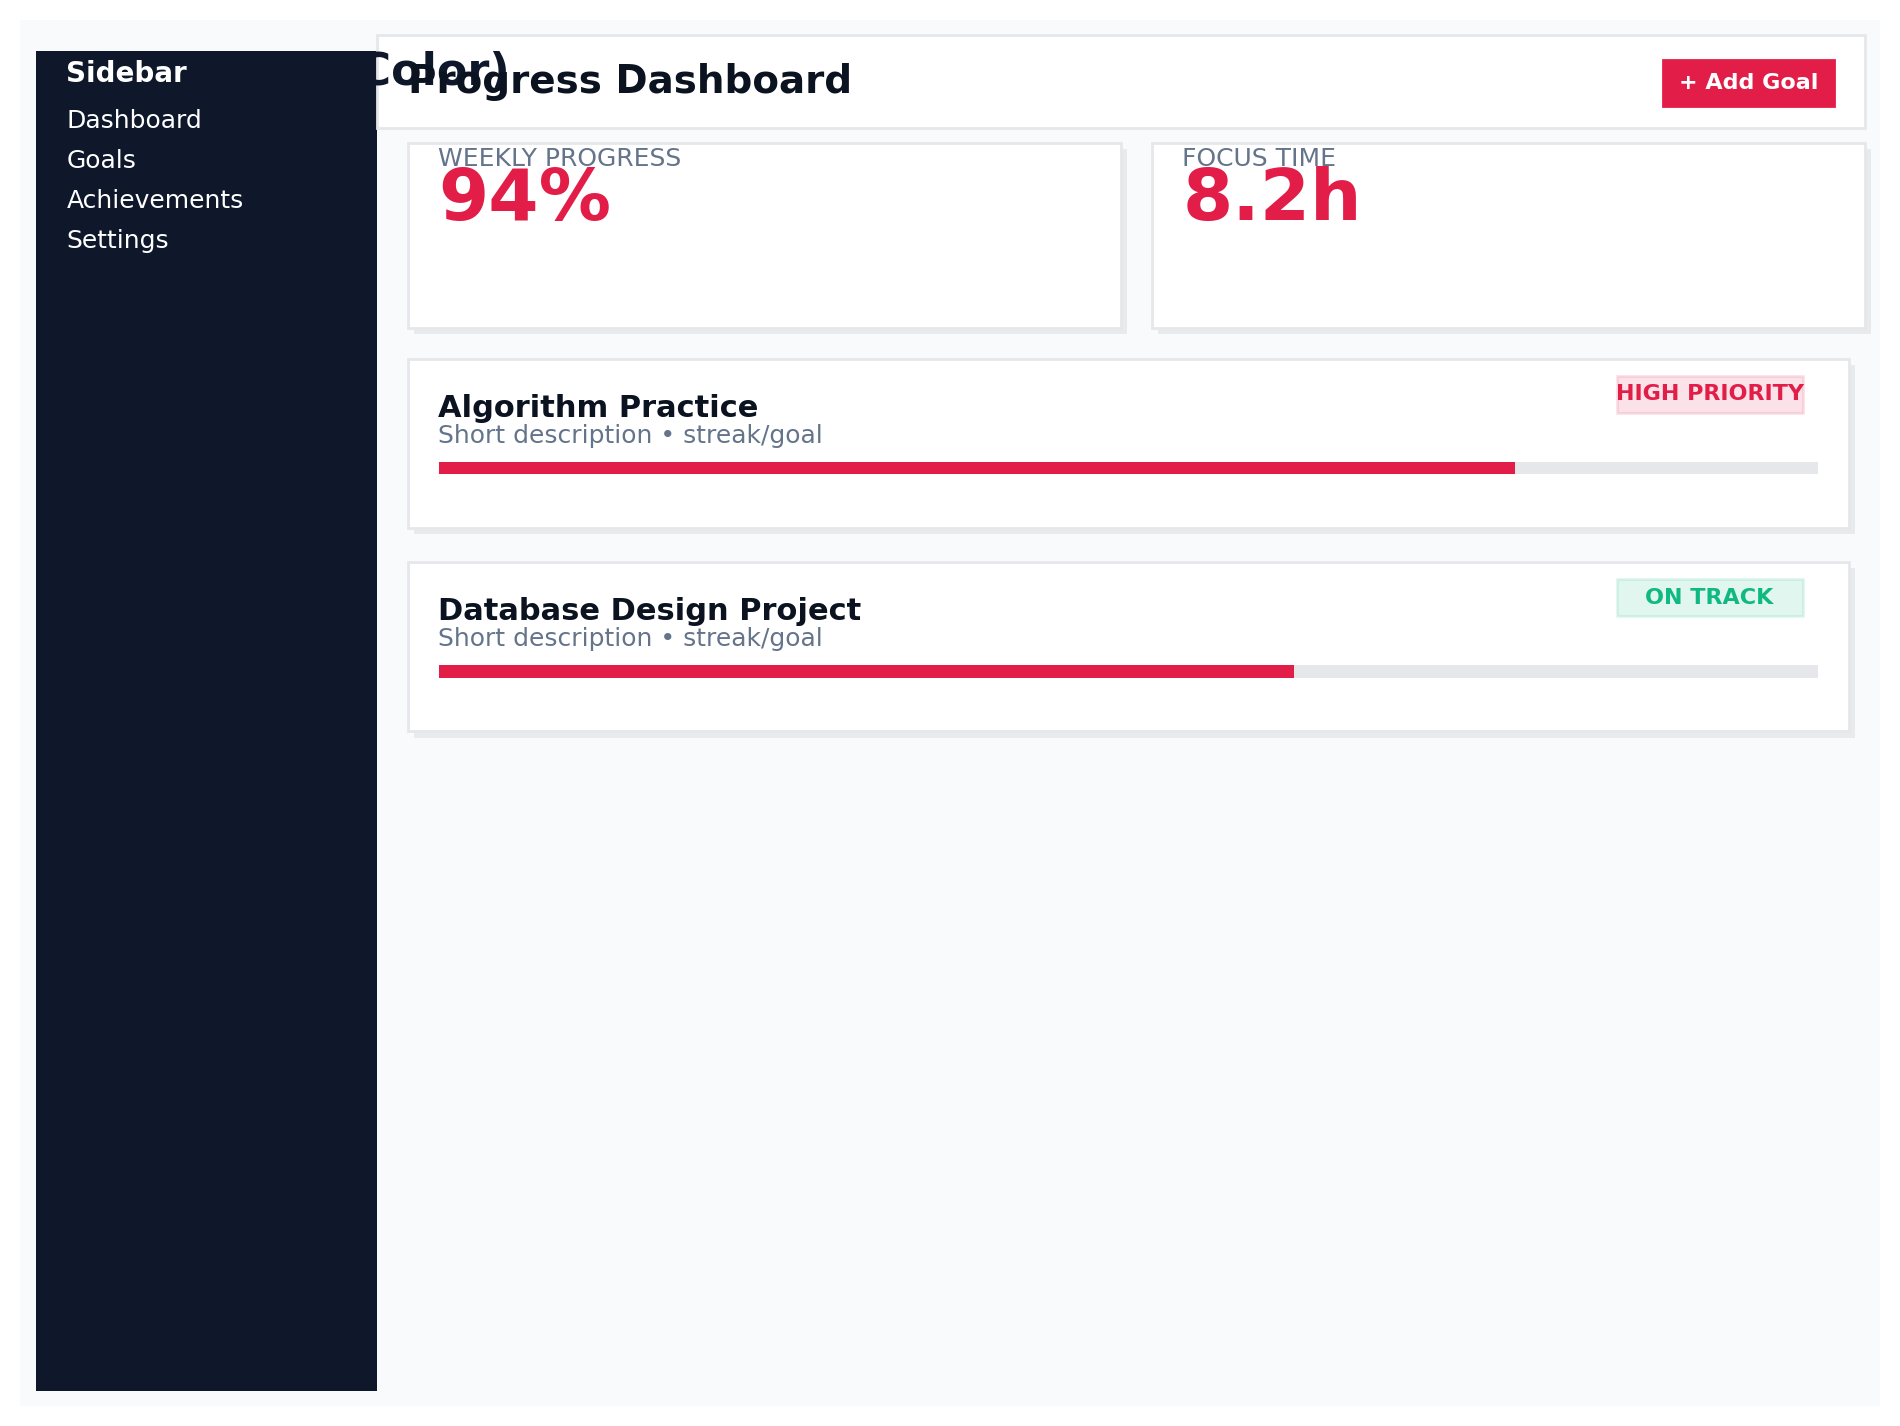 Sidebar
Dashboard
Goals
Achievements
Settings
Color)
Progress Dashboard
+ Add Goal
WEEKLY PROGRESS
94%
FOCUS TIME
8.2h
Algorithm Practice
HIGH PRIORITY
Short description • streak/goal
Database Design Project
ON TRACK
Short description • streak/goal